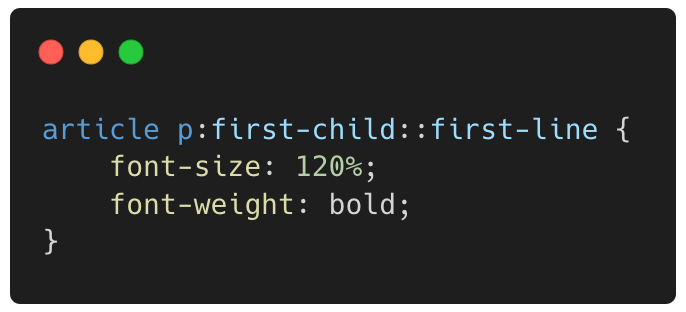 article p:first-child::first-line {
    font-size: 120%;
    font-weight: bold;
}